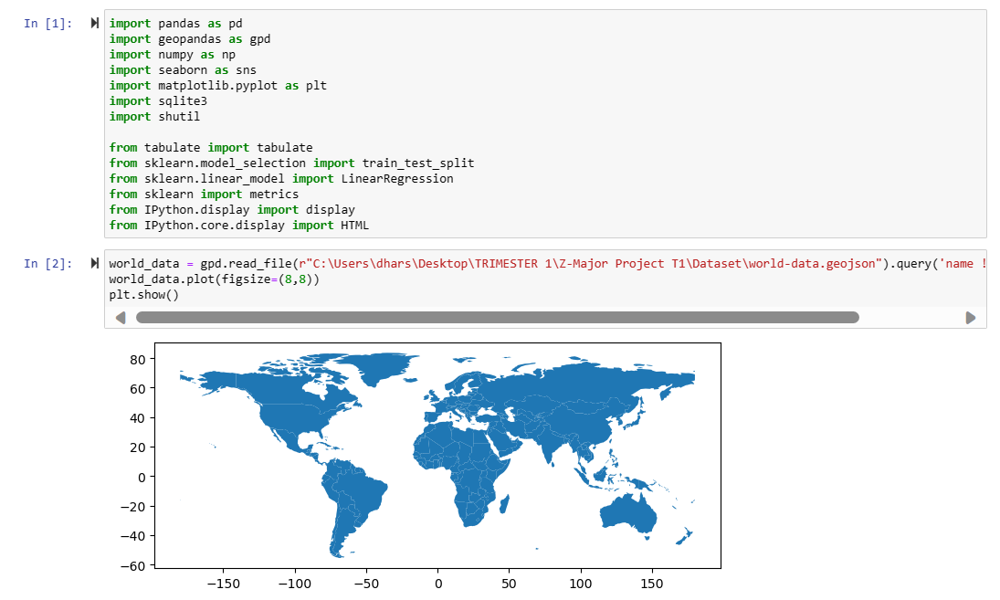 In [1]:
import pandas as pd
import geopandas as gpd
import numpy as np
import seaborn as sns
import matplotlib.pyplot as plt
import sqlite3
import shutil
from tabulate import tabulate
from sklearn.model_selection import train_test_split
from sklearn.linear_model import LinearRegression
from sklearn import metrics
from IPython.display import display
from IPython.core.display import HTML
In [2]:
world_data = gpd.read_file(r"C:\Users\dhars\Desktop\TRIMESTER 1\Z-Major Project T1\Dataset\world-data.geojson").query('name !
world_data.plot(figsize=(8,8))
plt.show()
80
60
40
20
0
−20
−40
−60
−150 −100 −50 0 50 100 150